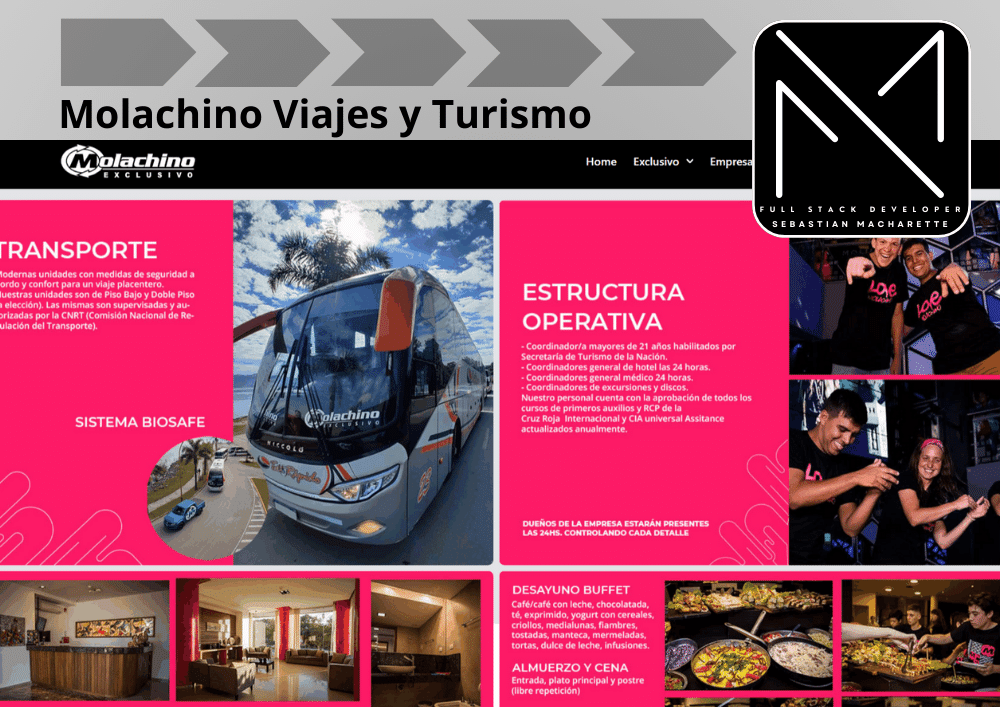 Molachino Viajes y Turismo
Molachino
EXCLUSIVO
Home Exclusivo Empresa
FULL STACK DEVELOPER
SEBASTIAN MACHARETTE
TRANSPORTE
Modernas unidades con medidas de seguridad a
bordo y confort para un viaje placentero.
Nuestras unidades son de Piso Bajo y Doble Piso
(a elección). Las mismas son supervisadas y au-
torizadas por la CNRT (Comisión Nacional de Re-
gulación del Transporte).
SISTEMA BIOSAFE
Molachino
EXCLUSIVO
NICCOLO
ESTRUCTURA
OPERATIVA
- Coordinador/a mayores de 21 años habilitados por
Secretaría de Turismo de la Nación.
- Coordinadores general de hotel las 24 horas.
- Coordinadores general médico 24 horas.
- Coordinadores de excursiones y discos.
Nuestro personal cuenta con la aprobación de todos los
cursos de primeros auxilios y RCP de la
Cruz Roja Internacional y CIA universal Assitance
actualizados anualmente.
DUEÑOS DE LA EMPRESA ESTARÁN PRESENTES
LAS 24HS. CONTROLANDO CADA DETALLE
DESAYUNO BUFFET
Café/café con leche, chocolatada,
té, exprimido, yogurt con cereales,
criollos, medialunas, fiambres,
tostadas, manteca, mermeladas,
tortas, dulce de leche, infusiones.
ALMUERZO Y CENA
Entrada, plato principal y postre
(libre repetición)